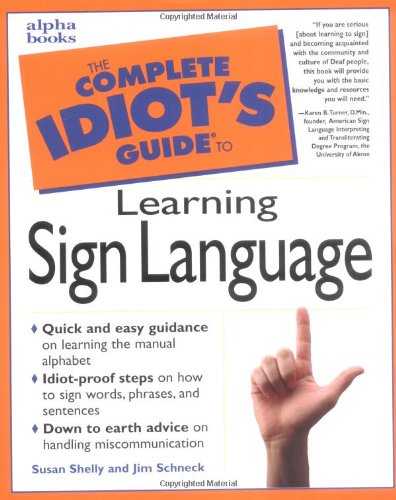 Copyrighted Material
alpha
books
THE
COMPLETE
IDIOT'S
GUIDE® TO
"If you are serious
[about learning to sign]
and becoming acquainted
with the community and
culture of Deaf people,
this book will provide
you with the basic
knowledge and resources
you will need."
—Karen B. Turner, D.Min.,
founder, American Sign
Language Interpreting and
Transliterating
Degree Program, the
University of Akron
Learning
Sign Language
♦ Quick and easy guidance
on learning the manual
alphabet
♦ Idiot-proof steps on how
to sign words, phrases, and
sentences
♦ Down to earth advice on
handling miscommunication
Susan Shelly and Jim Schneck
Copyrighted Material